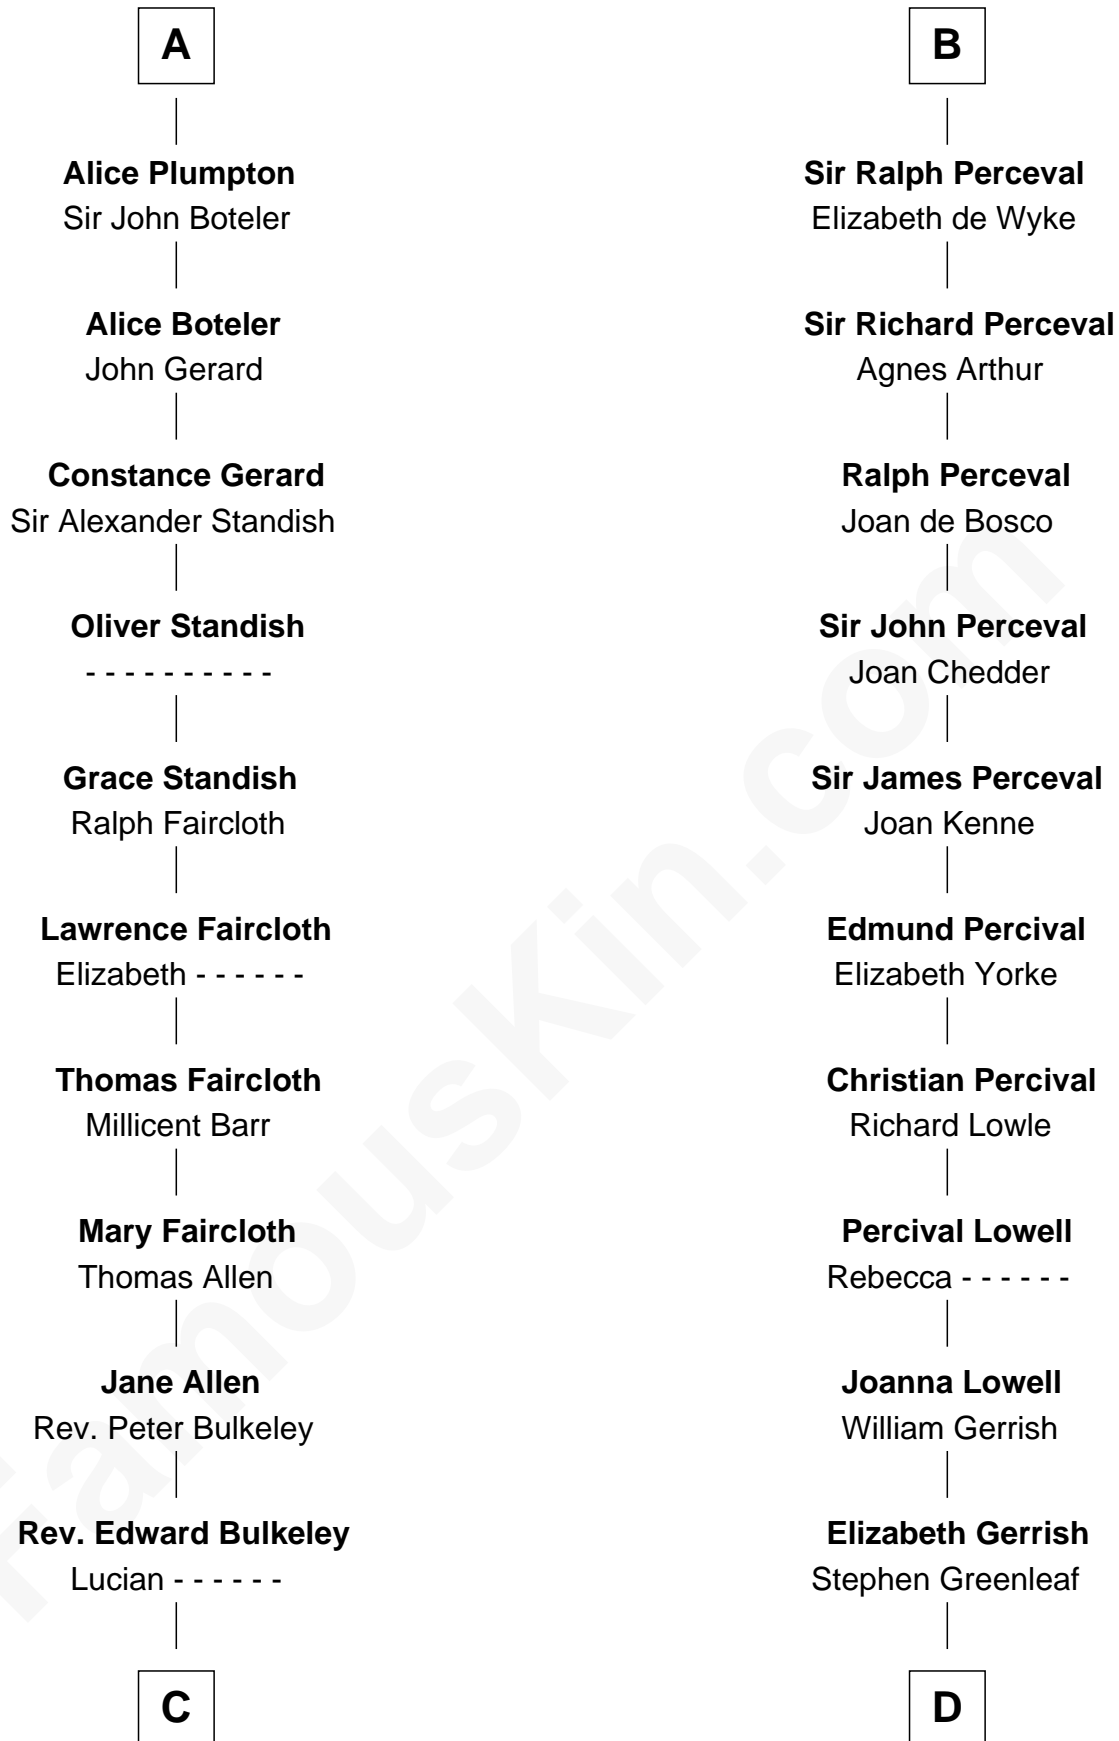 A
Alice Plumpton
Sir John Boteler
Alice Boteler
John Gerard
Constance Gerard
Sir Alexander Standish
Oliver Standish
- - - - - - - - - -
Grace Standish
Ralph Faircloth
Lawrence Faircloth
Elizabeth - - - - - -
Thomas Faircloth
Millicent Barr
Mary Faircloth
Thomas Allen
Jane Allen
Rev. Peter Bulkeley
Rev. Edward Bulkeley
Lucian - - - - - -
C
B
Sir Ralph Perceval
Elizabeth de Wyke
Sir Richard Perceval
Agnes Arthur
Ralph Perceval
Joan de Bosco
Sir John Perceval
Joan Chedder
Sir James Perceval
Joan Kenne
Edmund Percival
Elizabeth Yorke
Christian Percival
Richard Lowle
Percival Lowell
Rebecca - - - - - -
Joanna Lowell
William Gerrish
Elizabeth Gerrish
Stephen Greenleaf
D
FamousKin.com